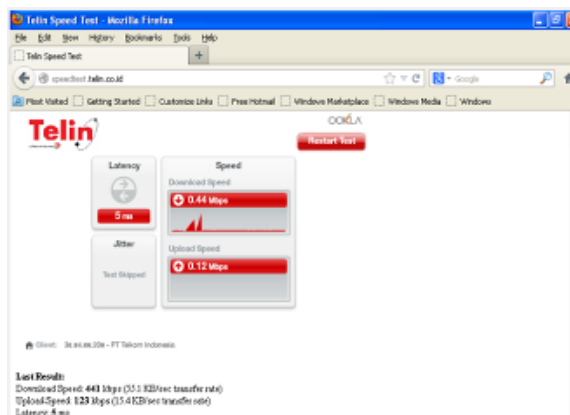 Telin Speed Test - Mozilla Firefox
File Edit View History Bookmarks Tools Help
Telin Speed Test +
speedtest.telin.co.id
Google
Most Visited Getting Started Customize Links Free Hotmail Windows Marketplace Windows Media Windows
Telin
OOKLA
Restart Test
Latency
5 ms
Jitter
Test Skipped
Speed
Download Speed
0.44 Mbps
Upload Speed
0.12 Mbps
Client: - PT Telkom Indonesia
Last Result:
Download Speed: 441 kbps (55.1 KB/sec transfer rate)
Upload Speed: 123 kbps (15.4 KB/sec transfer rate)
Latency: 5 ms